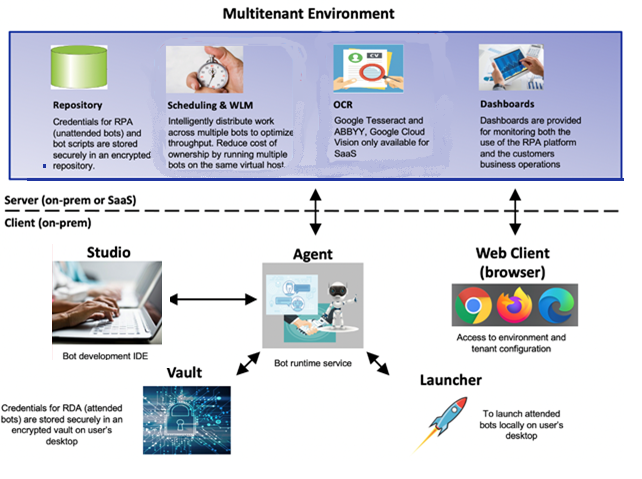 Multitenant Environment
Repository
Credentials for RPA
(unattended bots) and
bot scripts are stored
securely in an encrypted
repository.
Scheduling & WLM
Intelligently distribute work
across multiple bots to optimize
throughput. Reduce cost of
ownership by running multiple
bots on the same virtual host
CV
OCR
Google Tesseract and
ABBYY, Google Cloud
Vision only available for
SaaS
Dashboards
Dashboards are provided
for monitoring both the
use of the RPA platform
and the customers
business operations
Server (on-prem or SaaS)
Client (on-prem)
Studio
Bot development IDE
Agent
Bot runtime service
Web Client
(browser)
Access to environment and
tenant configuration
Vault
Credentials for RDA (attended
bots) are stored securely in an
encrypted vault on user's
desktop
Launcher
To launch attended
bots locally on user's
desktop